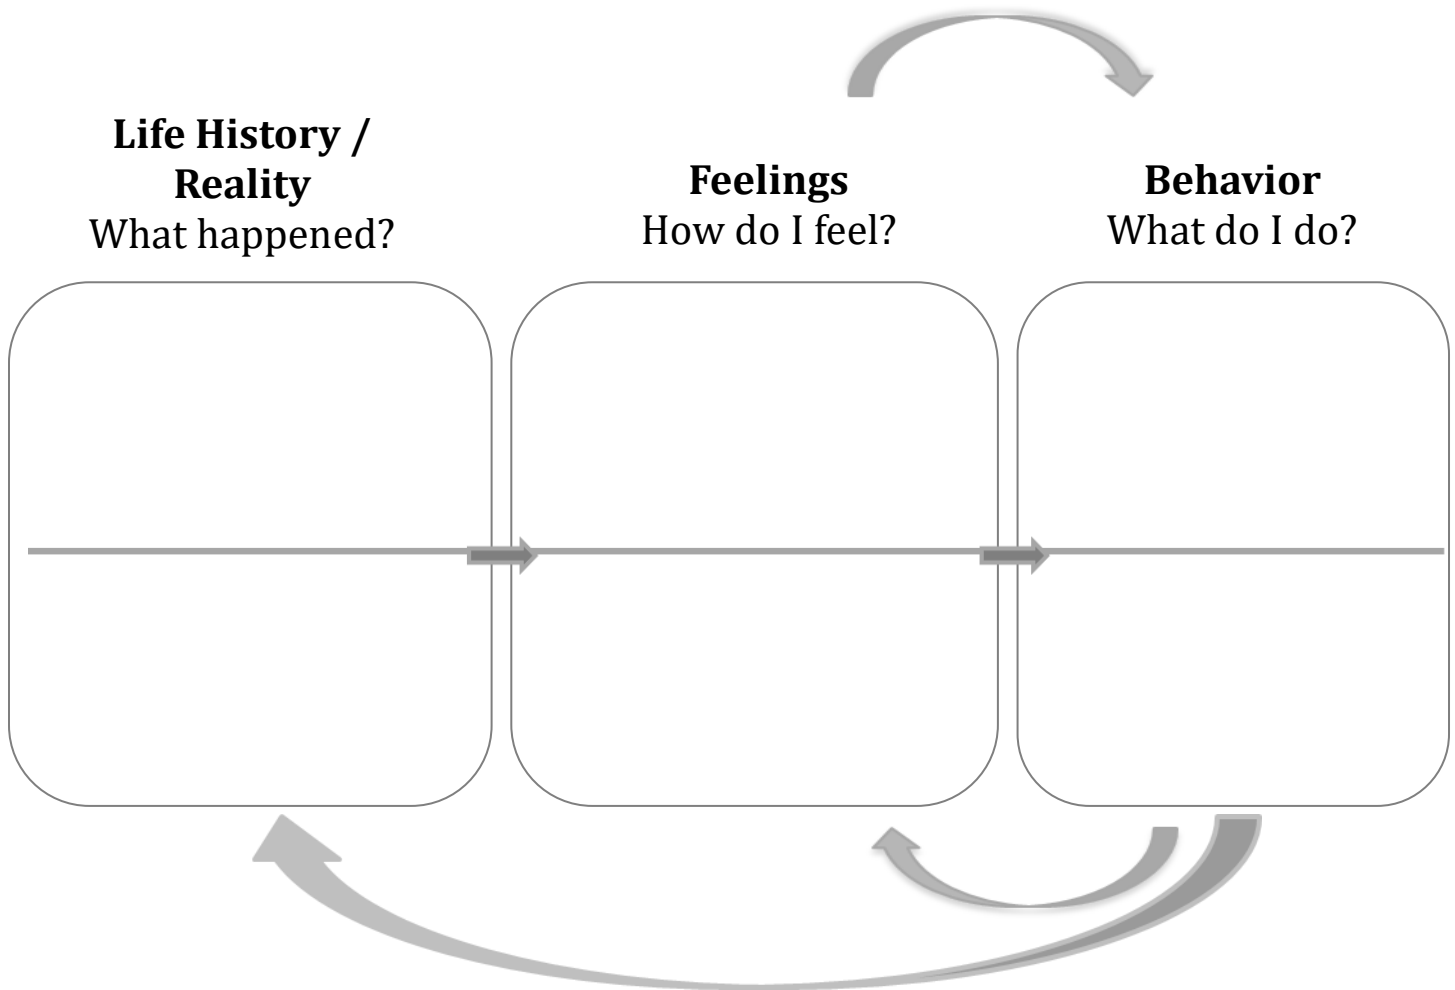 Life History /
Reality
What happened?
Feelings
How do I feel?
Behavior
What do I do?